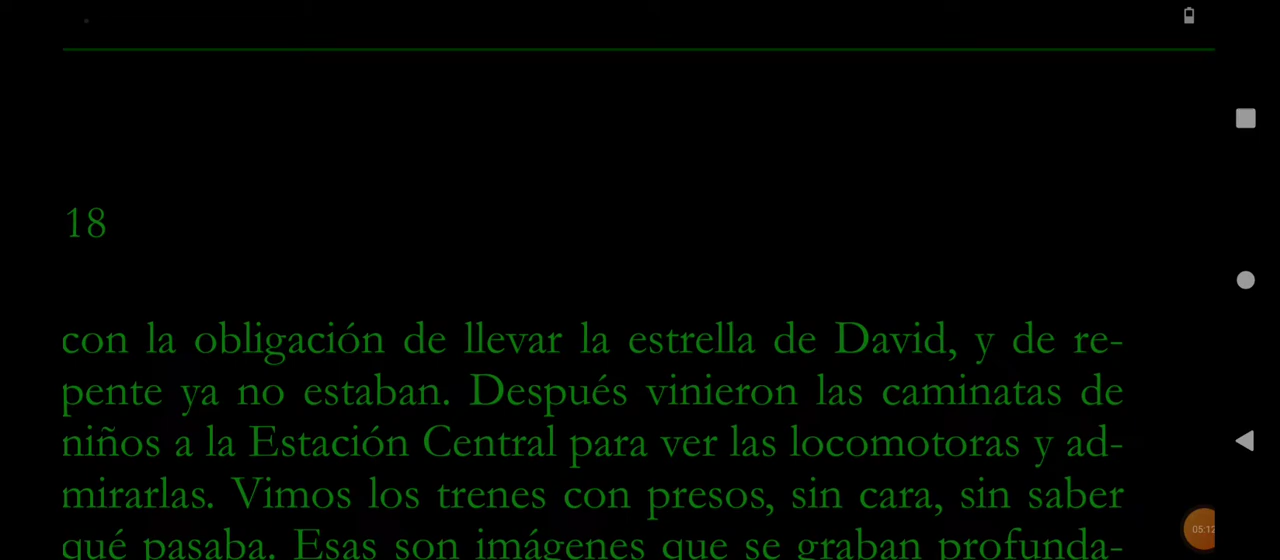 18
con la obligación de llevar la estrella de David, y de re-
pente ya no estaban. Después vinieron las caminatas de
niños a la Estación Central para ver las locomotoras y ad-
mirarlas. Vimos los trenes con presos, sin cara, sin saber
qué pasaba. Esas son imágenes que se graban profunda-
05:12